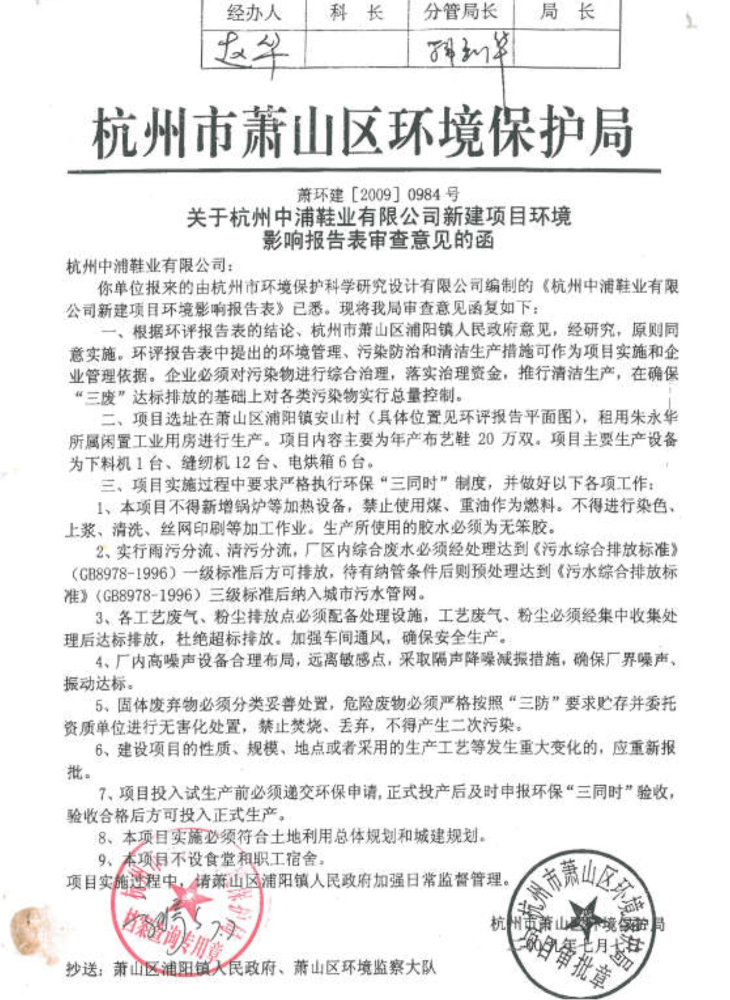 经办人 科 长 分管局长 局 长
赵华
杭州市萧山区环境保护局
萧环建［2009］0984号
关于杭州中浦鞋业有限公司新建项目环境
影响报告表审查意见的函
杭州中浦鞋业有限公司：
你单位报来的由杭州市环境保护科学研究设计有限公司编制的《杭州中浦鞋业有限
公司新建项目环境影响报告表》已悉。现将我局审查意见函复如下：
一、根据环评报告表的结论、杭州市萧山区浦阳镇人民政府意见，经研究，原则同
意实施。环评报告表中提出的环境管理、污染防治和清洁生产措施可作为项目实施和企
业管理依据。企业必须对污染物进行综合治理，落实治理资金，推行清洁生产，在确保
“三废”达标排放的基础上对各类污染物实行总量控制。
二、项目选址在萧山区浦阳镇安山村（具体位置见环评报告平面图），租用朱永华
所属闲置工业用房进行生产。项目内容主要为年产布艺鞋 20 万双。项目主要生产设备
为下料机1台、缝纫机12台、电烘箱6台。
三、项目实施过程中要求严格执行环保“三同时”制度，并做好以下各项工作：
1、本项目不得新增锅炉等加热设备，禁止使用煤、重油作为燃料。不得进行染色、
上浆、清洗、丝网印刷等加工作业。生产所使用的胶水必须为无笨胶。
2、实行雨污分流、清污分流，厂区内综合废水必须经处理达到《污水综合排放标准》
（GB8978-1996）一级标准后方可排放，待有纳管条件后则预处理达到《污水综合排放标
准》（GB8978-1996）三级标准后纳入城市污水管网。
3、各工艺废气、粉尘排放点必须配备处理设施，工艺废气、粉尘必须经集中收集处
理后达标排放，杜绝超标排放。加强车间通风，确保安全生产。
4、厂内高噪声设备合理布局，远离敏感点，采取隔声降噪减振措施，确保厂界噪声、
振动达标。
5、固体废弃物必须分类妥善处置，危险废物必须严格按照“三防”要求贮存并委托
资质单位进行无害化处置，禁止焚烧、丢弃，不得产生二次污染。
6、建设项目的性质、规模、地点或者采用的生产工艺等发生重大变化的，应重新报
批。
7、项目投入试生产前必须递交环保申请,正式投产后及时申报环保“三同时”验收，
验收合格后方可投入正式生产。
8、本项目实施必须符合土地利用总体规划和城建规划。
9、本项目不设食堂和职工宿舍。
项目实施过程中，请萧山区浦阳镇人民政府加强日常监督管理。
档案查询专用章
杭州市萧山区环境保护局
二〇〇九年七月七日
杭州市萧山区环境保护局
项目审批章
抄送：萧山区浦阳镇人民政府、萧山区环境监察大队